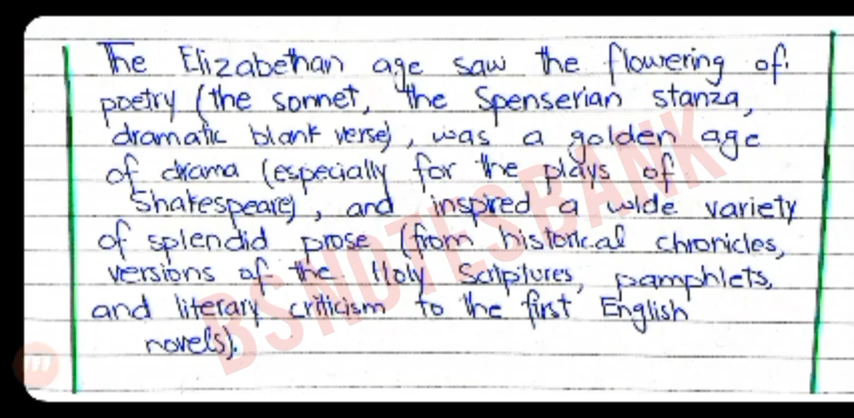 The Elizabethan age saw the flowering of
poetry (the sonnet, the Spenserian stanza,
dramatic blank verse), was a golden age
of drama (especially for the plays of
Shakespeare), and inspired a wide variety
of splendid prose (from historical chronicles,
versions of the Holy Scriptures, pamphlets,
and literary criticism to the first English
novels).
BSNOTESBANK